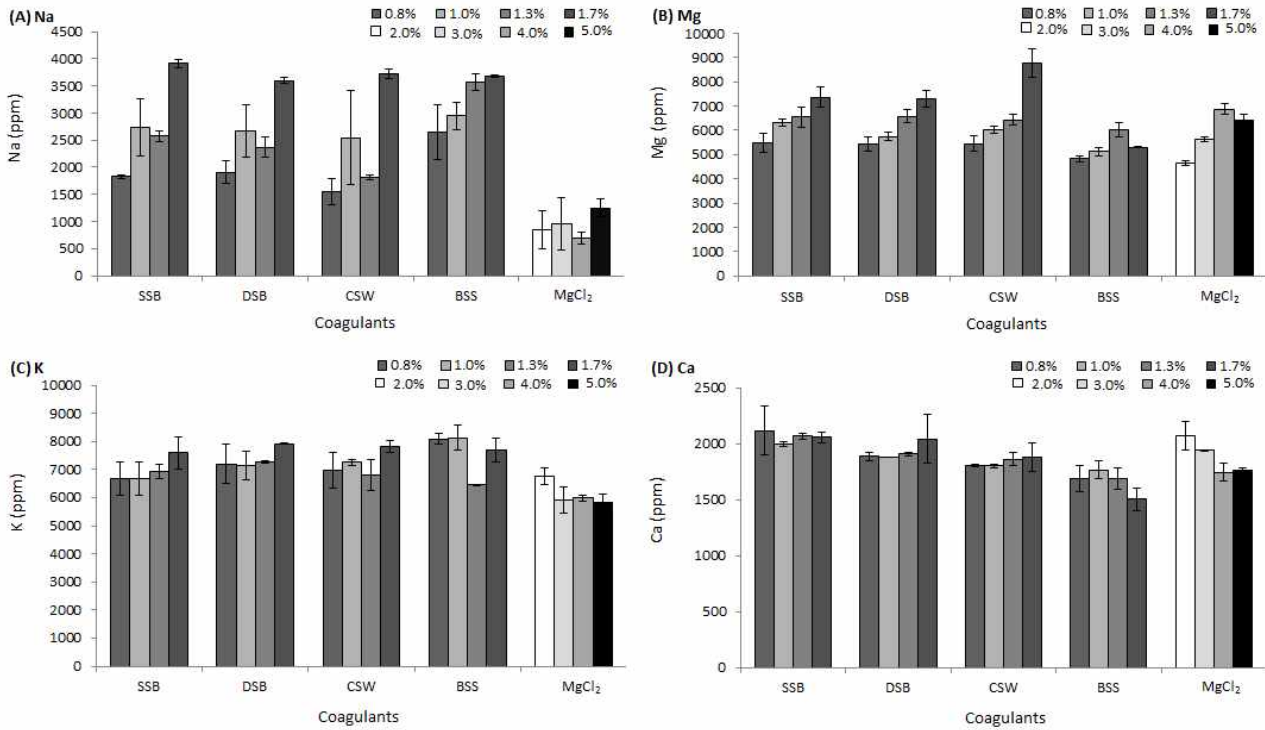 (A) Na
0.8% 1.0% 1.3% 1.7%
2.0% 3.0% 4.0% 5.0%
Na (ppm)
4500
4000
3500
3000
2500
2000
1500
1000
500
0
SSB DSB CSW BSS MgCl₂
Coagulants
(B) Mg
0.8% 1.0% 1.3% 1.7%
2.0% 3.0% 4.0% 5.0%
Mg (ppm)
10000
9000
8000
7000
6000
5000
4000
3000
2000
1000
0
SSB DSB CSW BSS MgCl₂
Coagulants
(C) K
0.8% 1.0% 1.3% 1.7%
2.0% 3.0% 4.0% 5.0%
K (ppm)
10000
9000
8000
7000
6000
5000
4000
3000
2000
1000
0
SSB DSB CSW BSS MgCl₂
Coagulants
(D) Ca
0.8% 1.0% 1.3% 1.7%
2.0% 3.0% 4.0% 5.0%
Ca (ppm)
2500
2000
1500
1000
500
0
SSB DSB CSW BSS MgCl₂
Coagulants